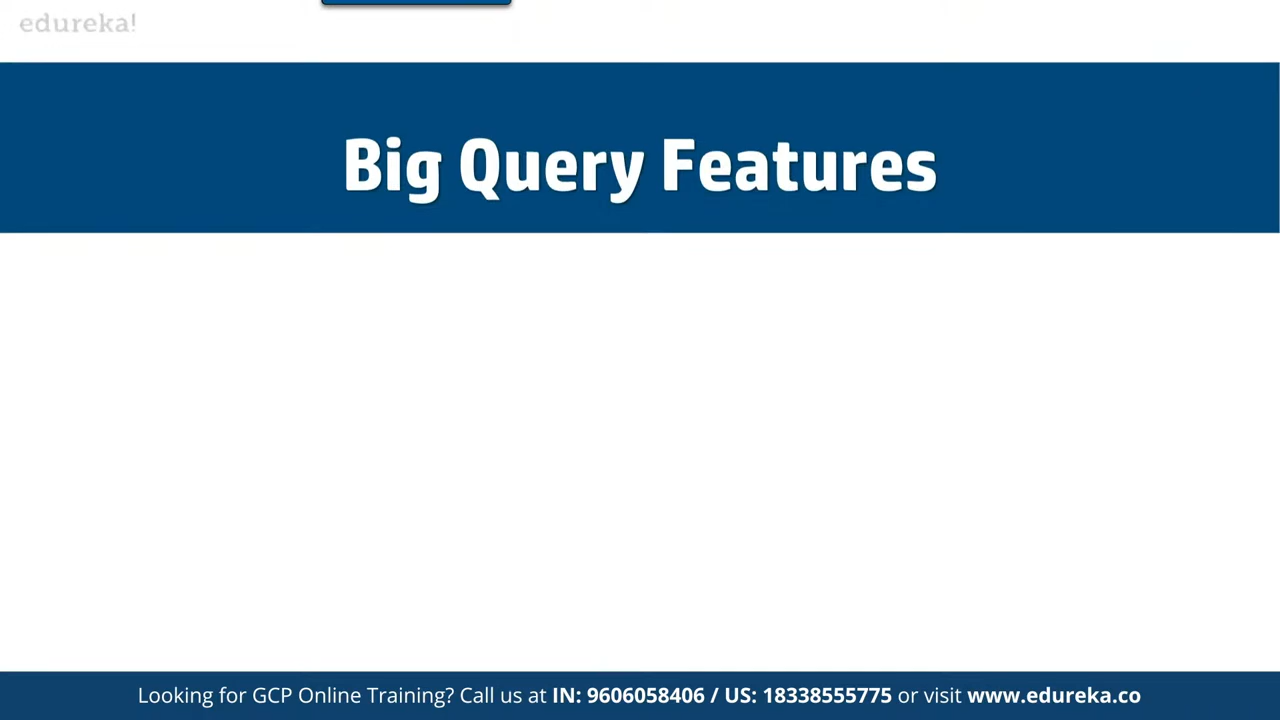 edureka!
Big Query Features
Looking for GCP Online Training? Call us at IN: 9606058406 / US: 18338555775 or visit www.edureka.co